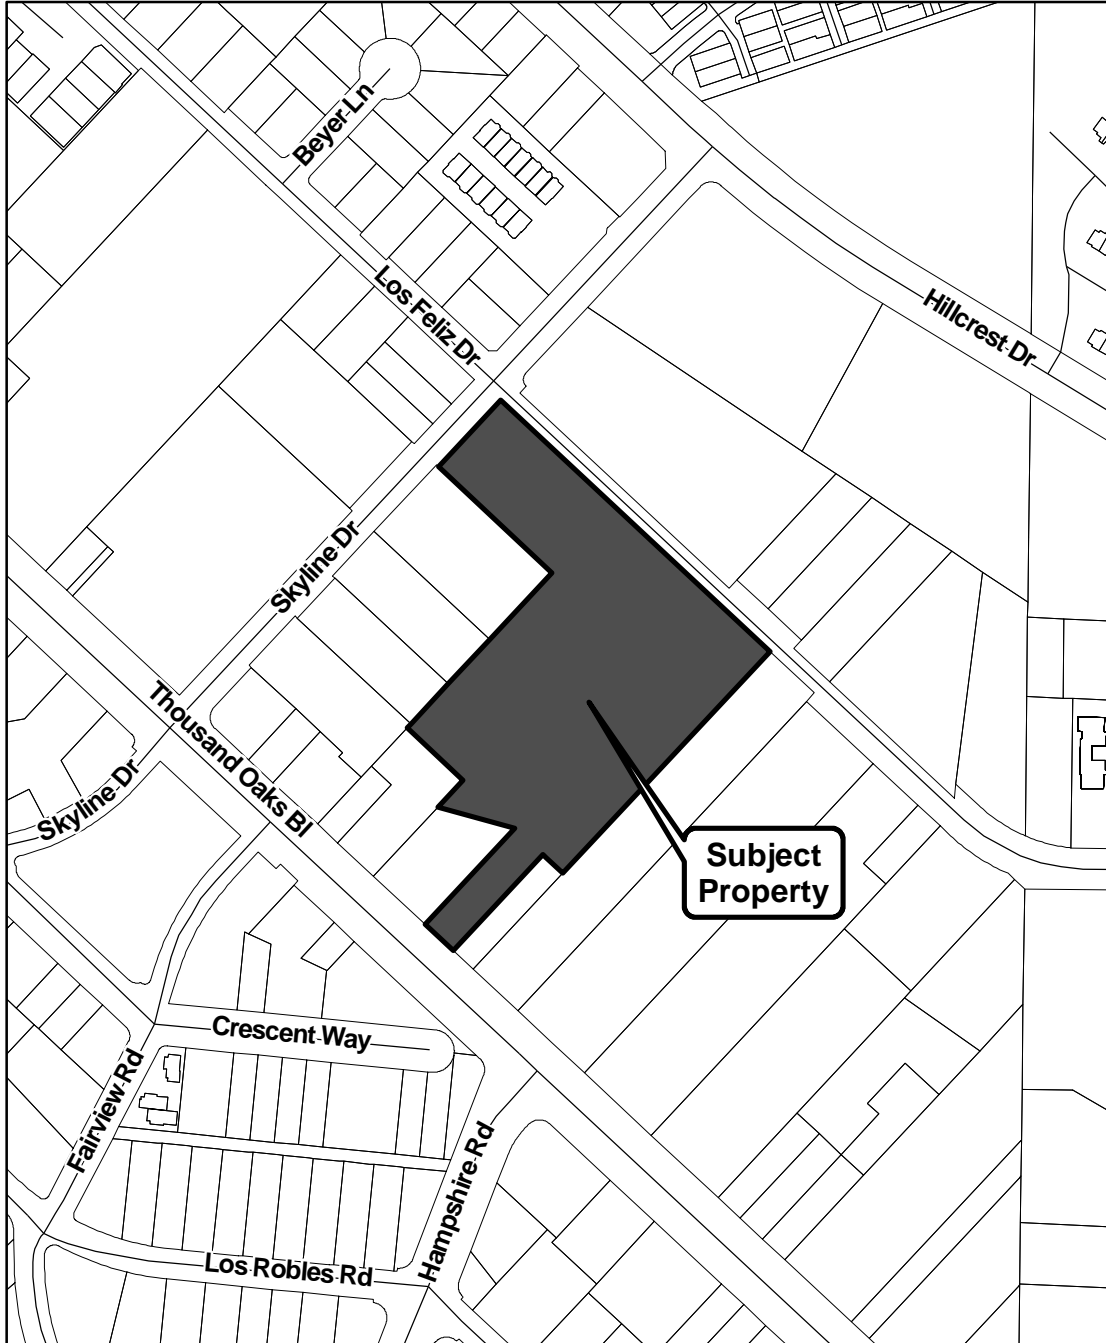 Beyer Ln
Los Feliz Dr
Hillcrest Dr
Skyline Dr
Thousand Oaks Bl
Skyline Dr
Subject
Property
Crescent Way
Fairview Rd
Hampshire Rd
Los Robles Rd